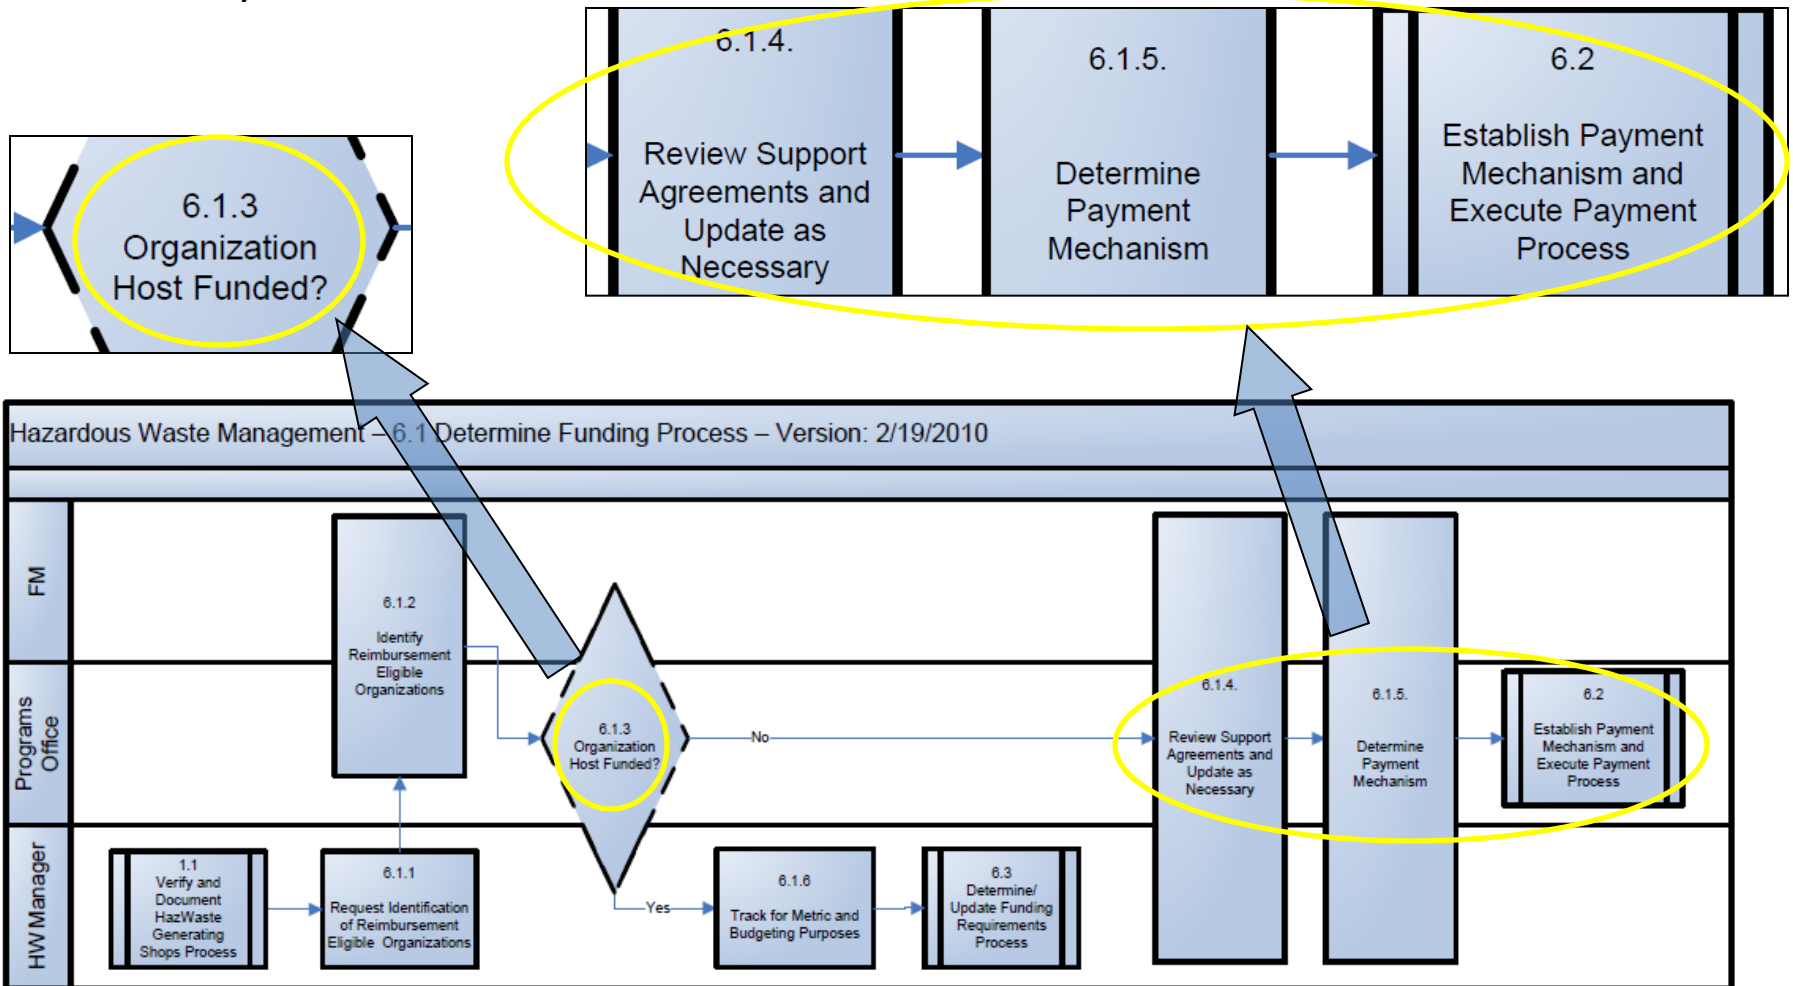 6.1.3
Organization
Host Funded?
6.1.4.
Review Support
Agreements and
Update as
Necessary
6.1.5.
Determine
Payment
Mechanism
6.2
Establish Payment
Mechanism and
Execute Payment
Process
Hazardous Waste Management – 6.1 Determine Funding Process – Version: 2/19/2010
FM
Programs
Office
HW Manager
1.1
Verify and
Document
HazWaste
Generating
Shops Process
6.1.1
Request Identification
of Reimbursement
Eligible Organizations
6.1.2
Identify
Reimbursement
Eligible
Organizations
6.1.3
Organization
Host Funded?
No
Yes
6.1.6
Track for Metric and
Budgeting Purposes
6.3
Determine/
Update Funding
Requirements
Process
6.1.4.
Review Support
Agreements and
Update as
Necessary
6.1.5.
Determine
Payment
Mechanism
6.2
Establish Payment
Mechanism and
Execute Payment
Process